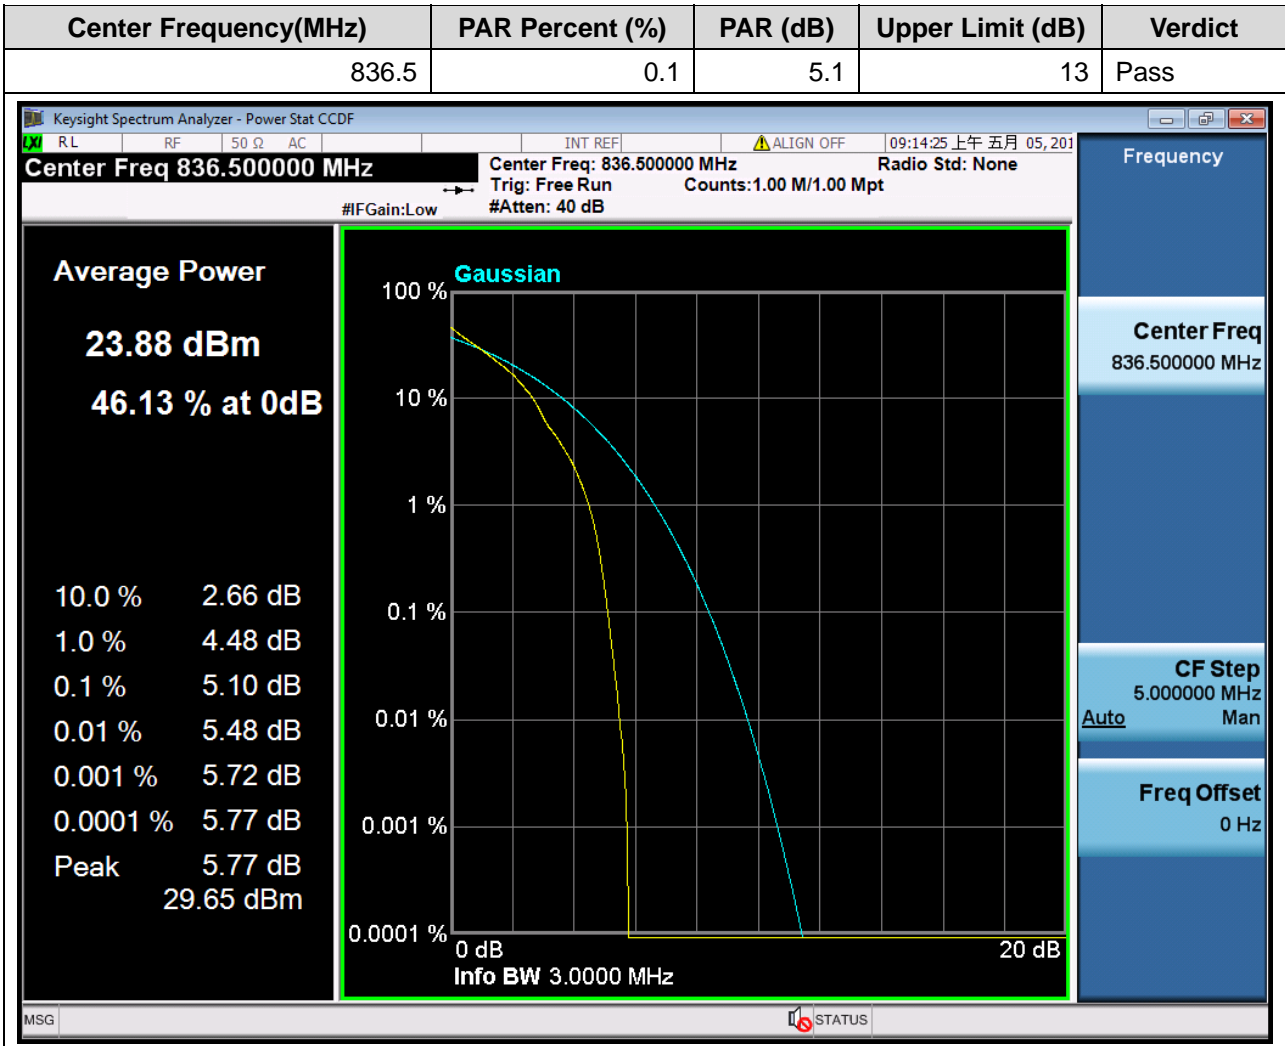 Center Frequency(MHz) PAR Percent (%) PAR (dB) Upper Limit (dB) Verdict
836.5 0.1 5.1 13 Pass
Keysight Spectrum Analyzer - Power Stat CCDF
LXI RL RF 50 Ω AC INT REF ALIGN OFF 09:14:25 上午 五月 05, 201
Center Freq 836.500000 MHz
Center Freq: 836.500000 MHz Radio Std: None
Trig: Free Run Counts:1.00 M/1.00 Mpt
#IFGain:Low #Atten: 40 dB
Average Power
23.88 dBm
46.13 % at 0dB
10.0 % 2.66 dB
1.0 % 4.48 dB
0.1 % 5.10 dB
0.01 % 5.48 dB
0.001 % 5.72 dB
0.0001 % 5.77 dB
Peak 5.77 dB
29.65 dBm
Gaussian
100 %
10 %
1 %
0.1 %
0.01 %
0.001 %
0.0001 %
0 dB 20 dB
Info BW 3.0000 MHz
Frequency
Center Freq
836.500000 MHz
CF Step
5.000000 MHz
Auto Man
Freq Offset
0 Hz
MSG STATUS